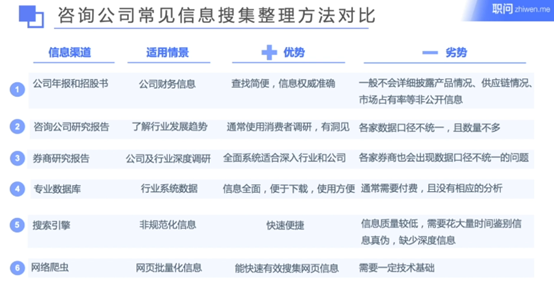 咨询公司常见信息搜集整理方法对比
职问 zhiwen.me
信息渠道 适用情景 + 优势 − 劣势
1 公司年报和招股书 公司财务信息 查找简便，信息权威准确 一般不会详细披露产品情况、供应链情况、
市场占有率等非公开信息
2 咨询公司研究报告 了解行业发展趋势 通常使用消费者调研，有洞见 各家数据口径不统一，且数量不多
3 券商研究报告 公司及行业深度调研 全面系统适合深入行业和公司 各家券商也会出现数据口径不统一的问题
4 专业数据库 行业系统数据 信息全面，便于下载，使用方便 通常需要付费，且没有相应的分析
5 搜索引擎 非规范化信息 快速便捷 信息质量较低，需要花大量时间鉴别信
息真伪，缺少深度信息
6 网络爬虫 网页批量化信息 能快速有效搜集网页信息 需要一定技术基础